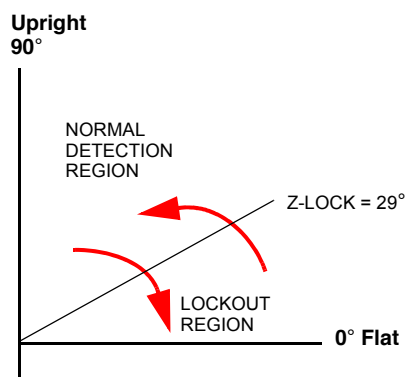 Upright
90°
NORMAL
DETECTION
REGION
Z-LOCK = 29°
LOCKOUT
REGION
0° Flat